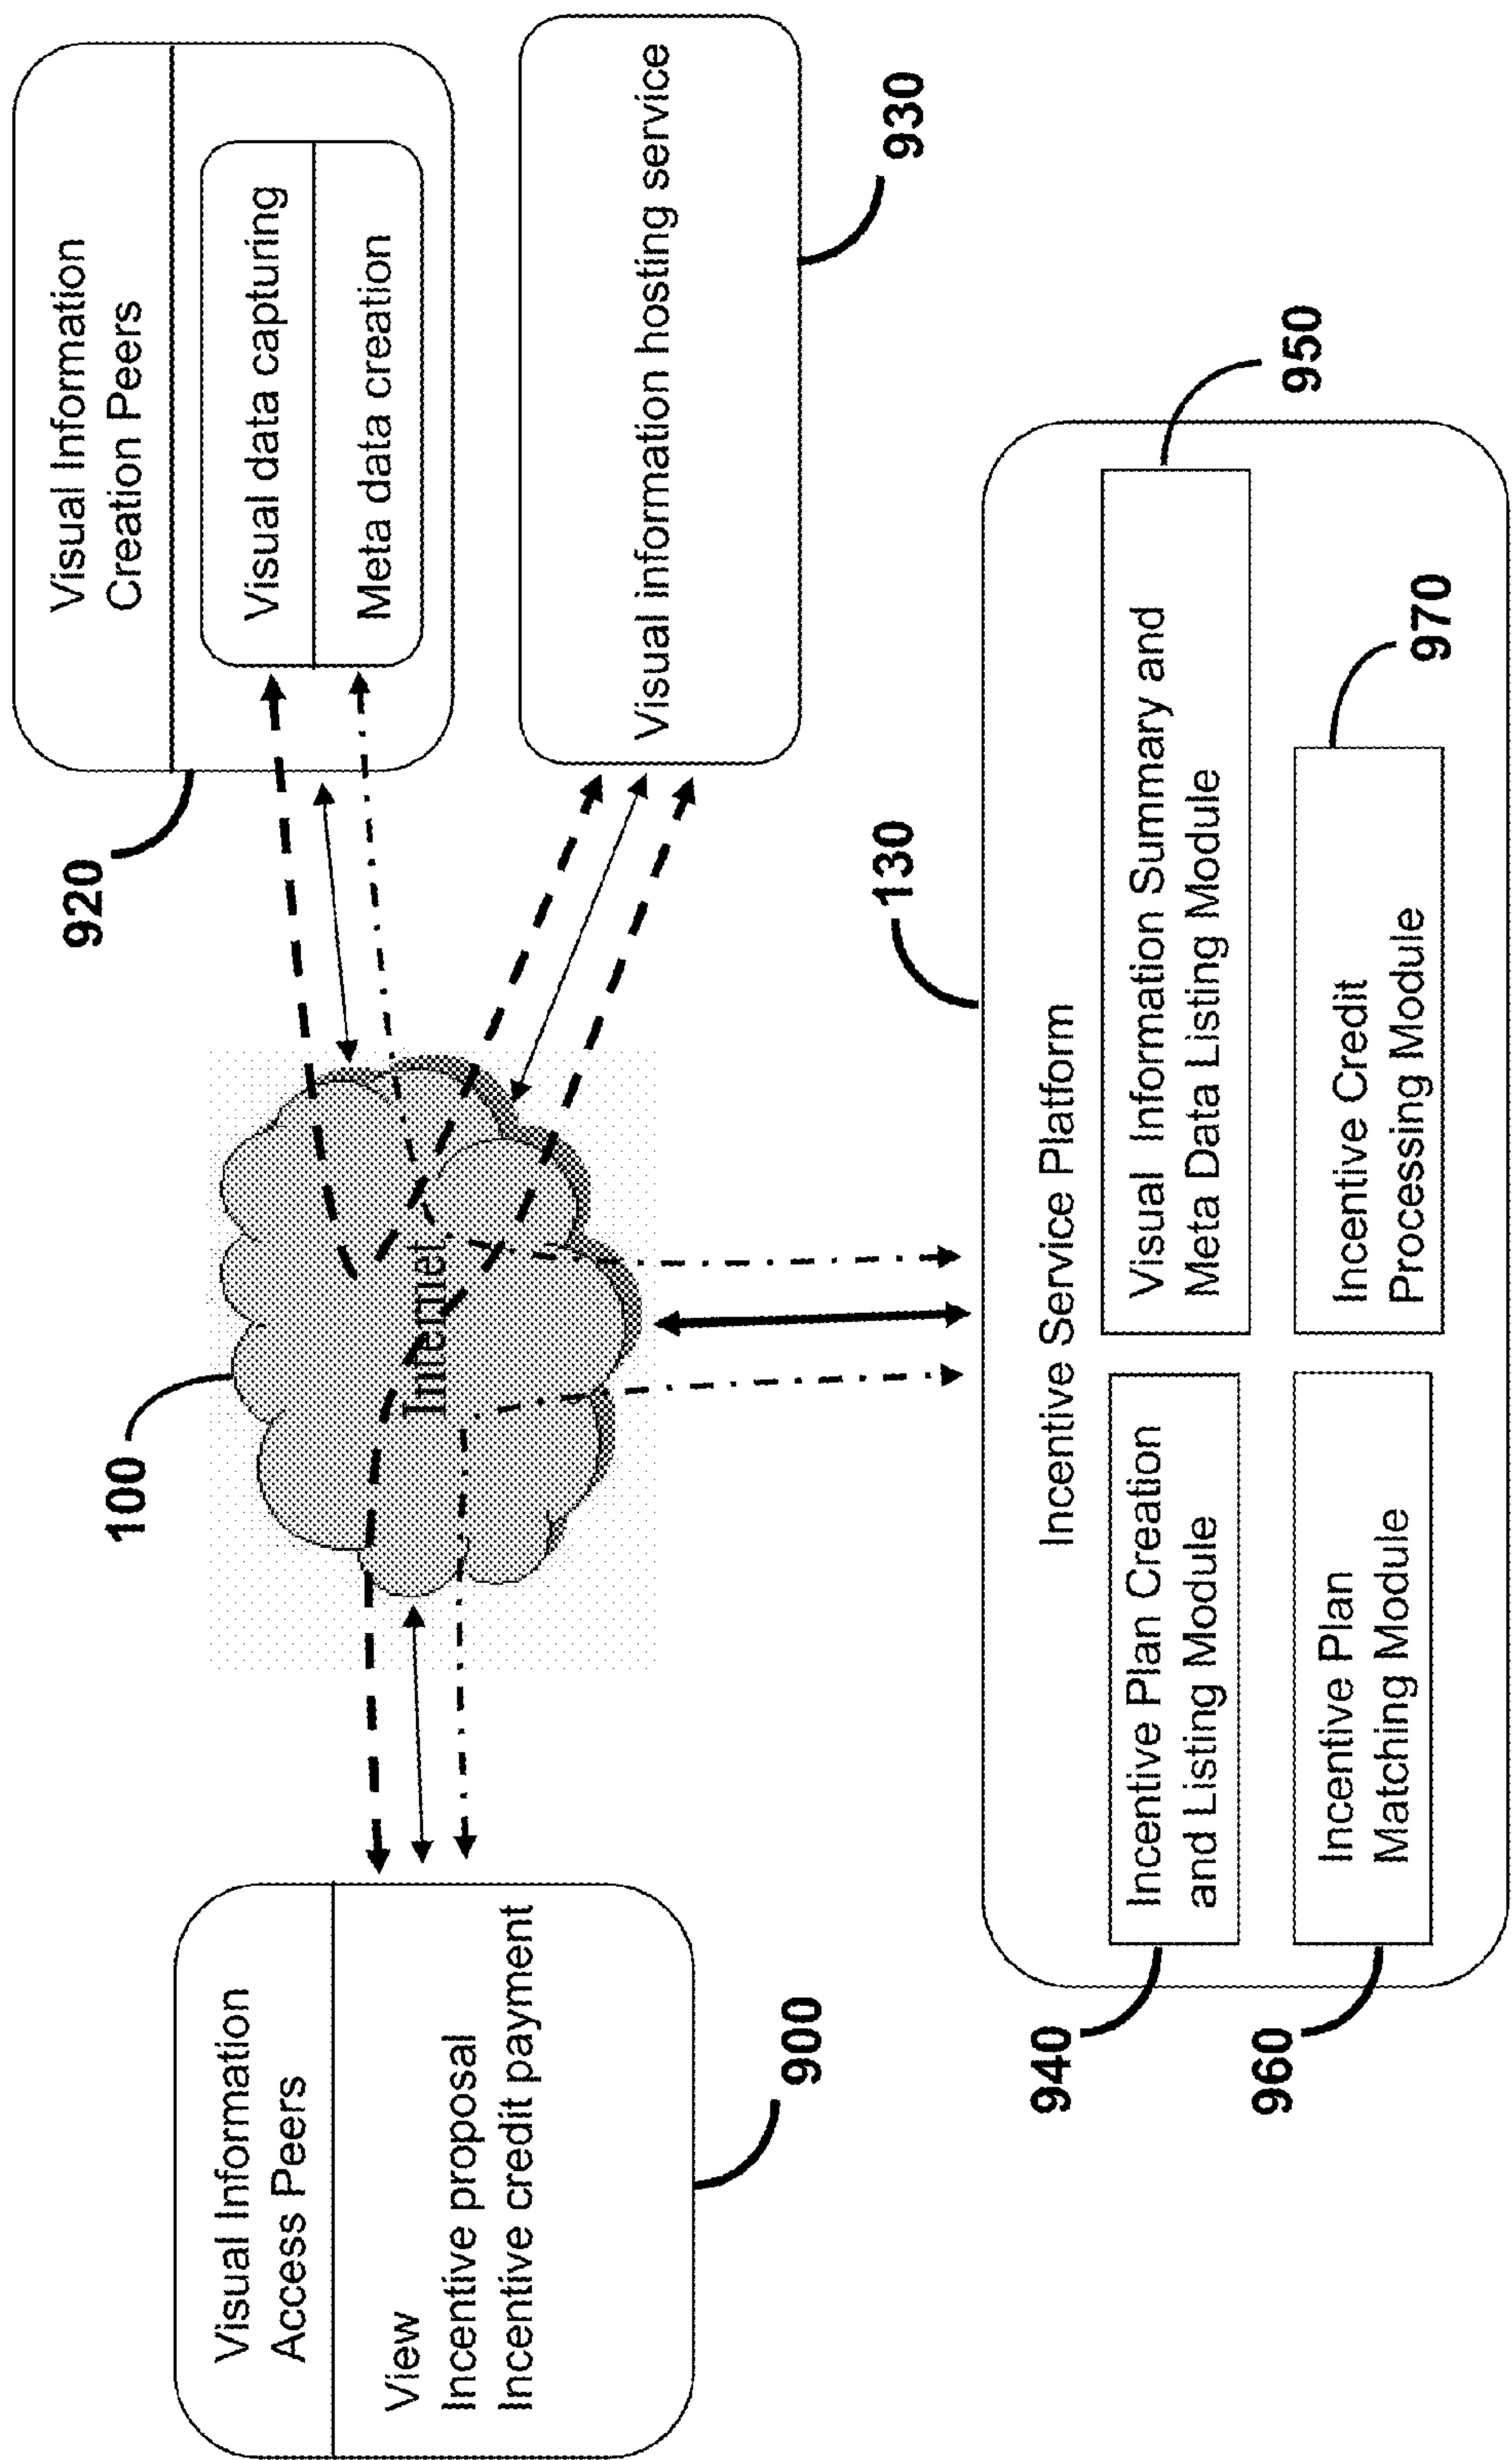 Visual Information
Access Peers
View
Incentive proposal
Incentive credit payment
900
100
Internet
920
Visual Information
Creation Peers
Visual data capturing
Meta data creation
Visual information hosting service
930
130
Incentive Service Platform
940
Incentive Plan Creation
and Listing Module
Visual Information Summary and
Meta Data Listing Module
950
960
Incentive Plan
Matching Module
Incentive Credit
Processing Module
970